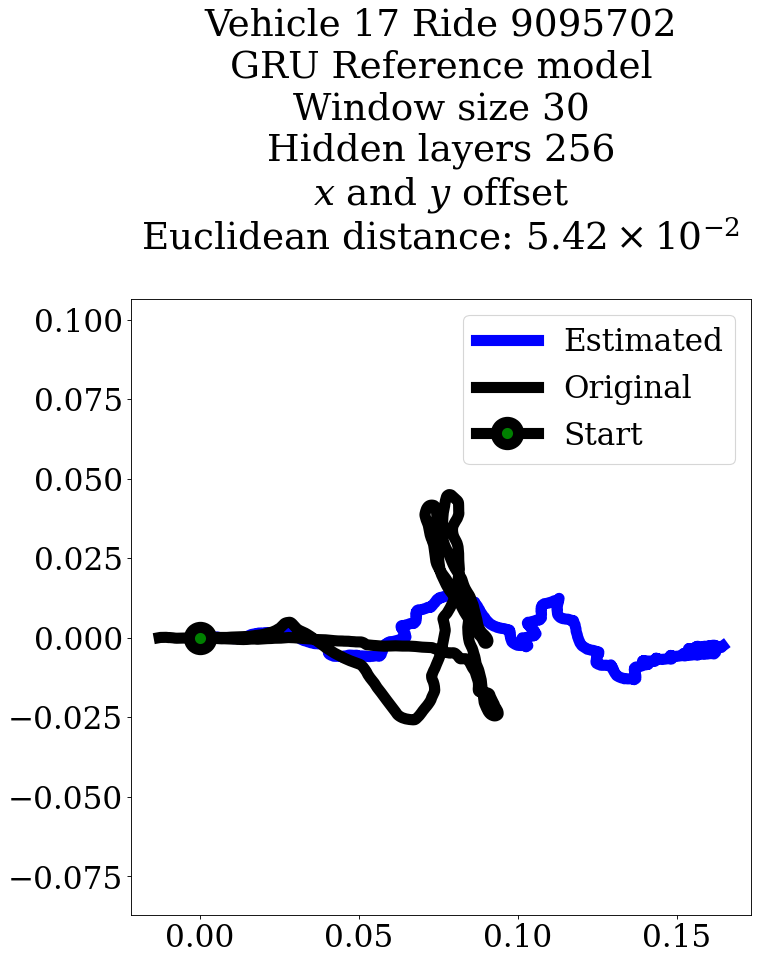 Vehicle 17 Ride 9095702
GRU Reference model
Window size 30
Hidden layers 256
x and y offset
Euclidean distance: 5.42 × 10⁻²
Estimated
Original
Start
0.100
0.075
0.050
0.025
0.000
−0.025
−0.050
−0.075
0.00 0.05 0.10 0.15